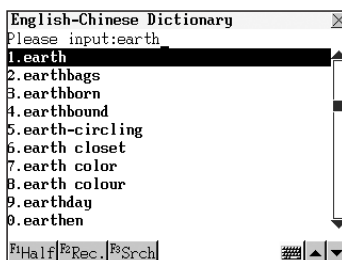 English-Chinese Dictionary
Please input:earth
1.earth
2.earthbags
3.earthborn
4.earthbound
5.earth-circling
6.earth closet
7.earth color
8.earth colour
9.earthday
0.earthen
F1Half F2Rec. F3Srch